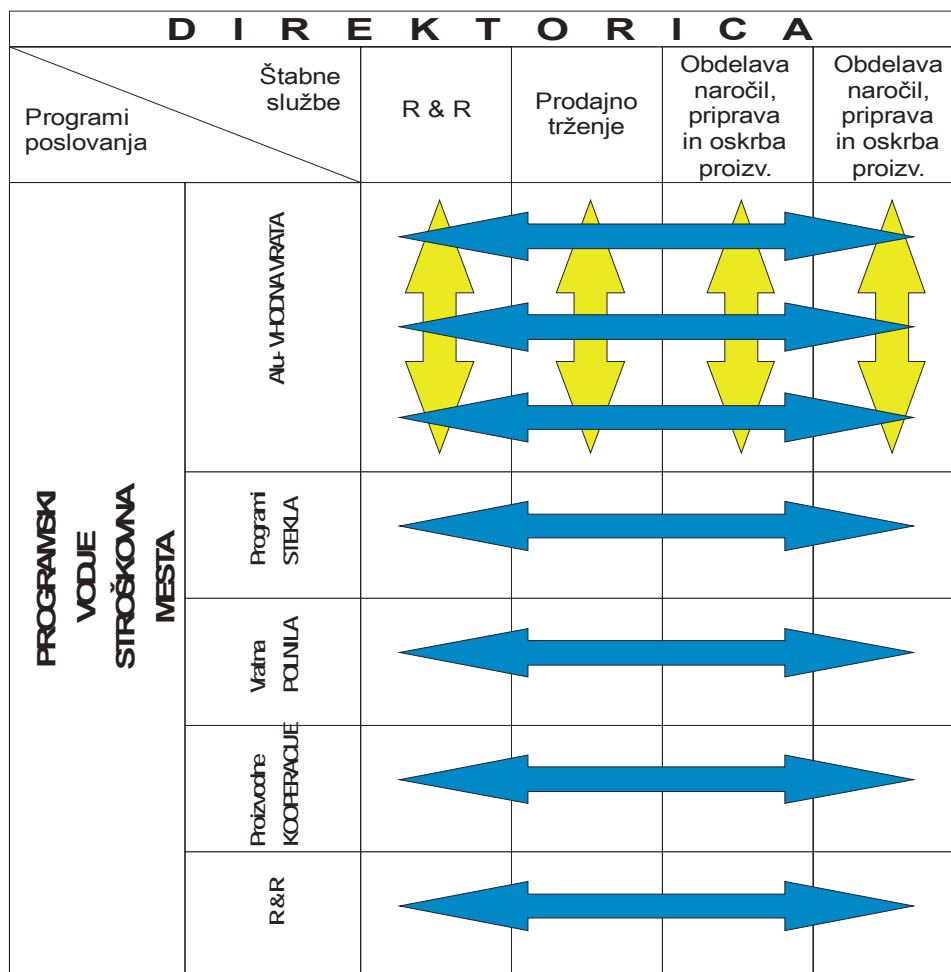 D I R E K T O R I C A
Štabne
službe
Programi
poslovanja
R & R
Prodajno
trženje
Obdelava
naročil,
priprava
in oskrba
proizv.
Obdelava
naročil,
priprava
in oskrba
proizv.
PROGRAMSKI
VODJE
STROŠKOVNA
MESTA
Alu-VHODNA VRATA
Programi
STEKLA
Vratna
POLNILA
Proizvodne
KOOPERACIJE
R&R